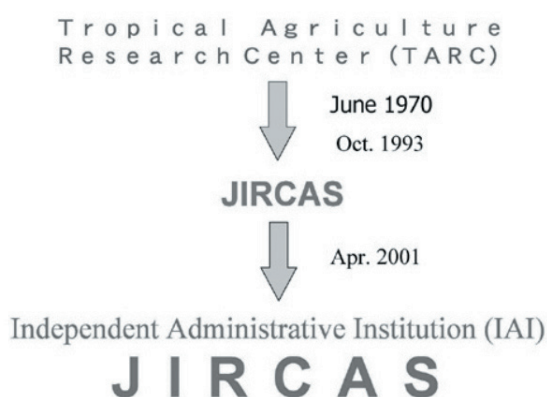 Tropical Agriculture
Research Center (TARC)
June 1970
Oct. 1993
JIRCAS
Apr. 2001
Independent Administrative Institution (IAI)
JIRCAS